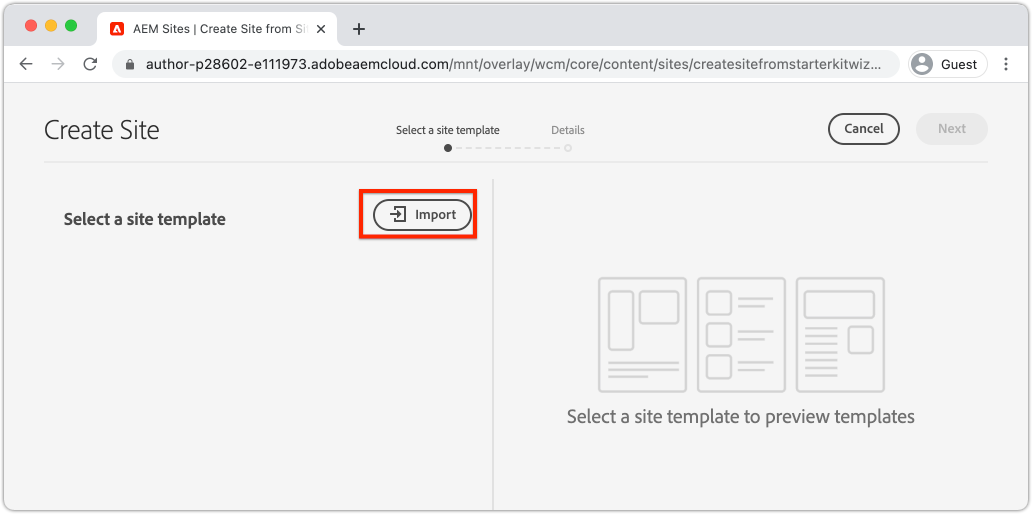 AEM Sites | Create Site from Si
author-p28602-e111973.adobeaemcloud.com/mnt/overlay/wcm/core/content/sites/createsitefromstarterkitwiz...
Guest
Create Site
Select a site template
Details
Cancel
Next
Select a site template
Import
Select a site template to preview templates